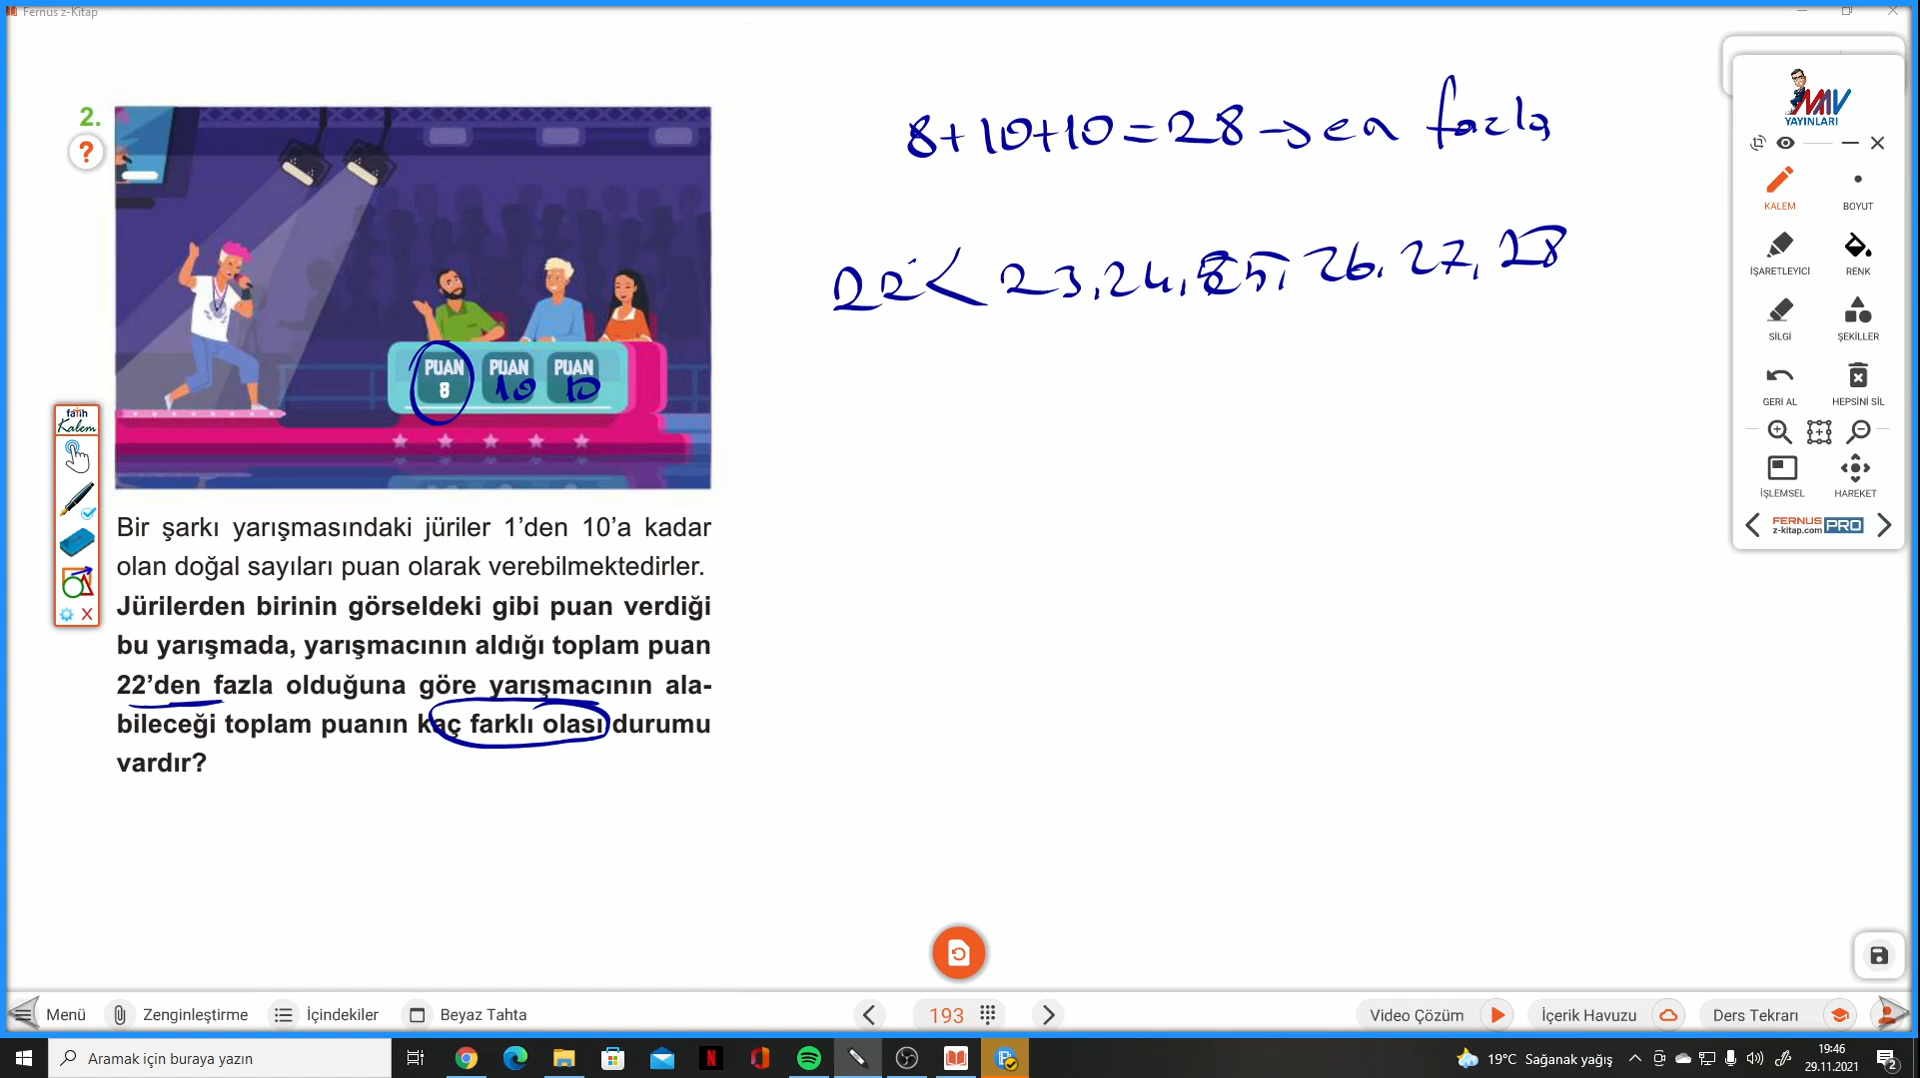 Fernus z-Kitap
2.
?
PUAN
8
PUAN
10
PUAN
10
8+10+10=28→en fazla
22< 23,24,25,26,27,28
Bir şarkı yarışmasındaki jüriler 1’den 10’a kadar
olan doğal sayıları puan olarak verebilmektedirler.
Jürilerden birinin görseldeki gibi puan verdiği
bu yarışmada, yarışmacının aldığı toplam puan
22’den fazla olduğuna göre yarışmacının ala-
bileceği toplam puanın kaç farklı olası durumu
vardır?
fatih
Kalem
YAYINLARI
KALEM
BOYUT
İŞARETLEYİCİ
RENK
SİLGİ
ŞEKİLLER
GERİ AL
HEPSİNİ SİL
İŞLEMSEL
HAREKET
FERNUS PRO
z-kitap.com
Menü
Zenginleştirme
İçindekiler
Beyaz Tahta
193
Video Çözüm
İçerik Havuzu
Ders Tekrarı
Aramak için buraya yazın
19°C Sağanak yağış
19:46
29.11.2021
2